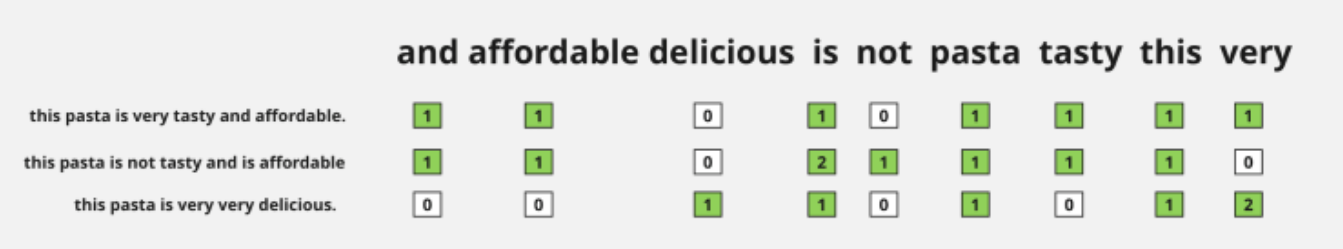 and affordable delicious is not pasta tasty this very
this pasta is very tasty and affordable. 1 1 0 1 0 1 1 1 1
this pasta is not tasty and is affordable 1 1 0 2 1 1 1 1 0
this pasta is very very delicious. 0 0 1 1 0 1 0 1 2